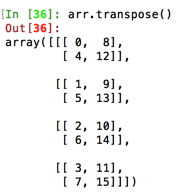 In [36]: arr.transpose()
Out[36]:
array([[[ 0,  8],
        [ 4, 12]],
       [[ 1,  9],
        [ 5, 13]],
       [[ 2, 10],
        [ 6, 14]],
       [[ 3, 11],
        [ 7, 15]]])